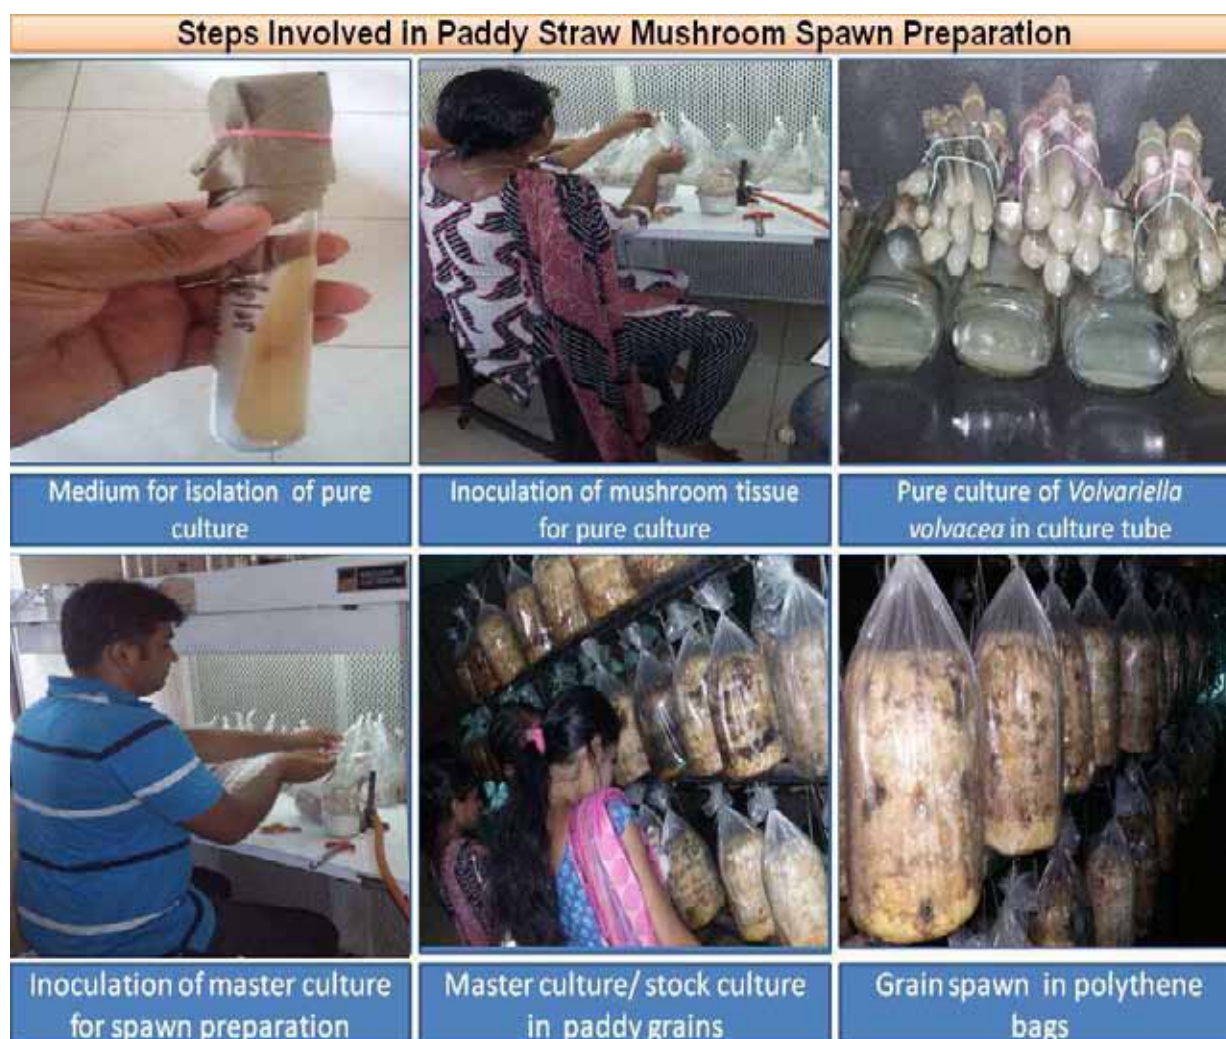 Steps Involved in Paddy Straw Mushroom Spawn Preparation
Medium for isolation of pure
culture
Inoculation of mushroom tissue
for pure culture
Pure culture of Volvariella
volvacea in culture tube
Inoculation of master culture
for spawn preparation
Master culture/ stock culture
in paddy grains
Grain spawn in polythene
bags